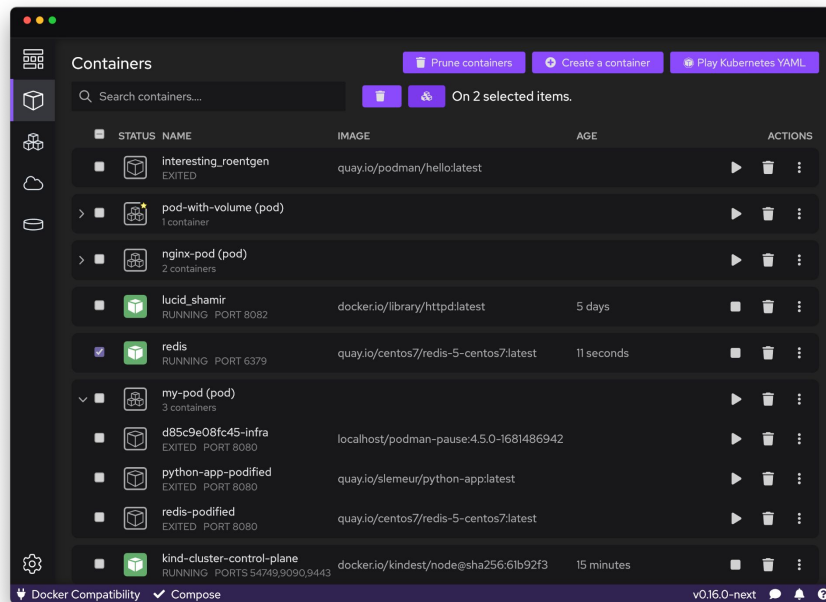 Containers
Prune containers
Create a container
Play Kubernetes YAML
Search containers....
On 2 selected items.
STATUS NAME IMAGE AGE ACTIONS
interesting_roentgen
EXITED
quay.io/podman/hello:latest
pod-with-volume (pod)
1 container
nginx-pod (pod)
2 containers
lucid_shamir
RUNNING PORT 8082
docker.io/library/httpd:latest
5 days
redis
RUNNING PORT 6379
quay.io/centos7/redis-5-centos7:latest
11 seconds
my-pod (pod)
3 containers
d85c9e08fc45-infra
EXITED PORT 8080
localhost/podman-pause:4.5.0-1681486942
python-app-podified
EXITED PORT 8080
quay.io/slemeur/python-app:latest
redis-podified
EXITED PORT 8080
quay.io/centos7/redis-5-centos7:latest
kind-cluster-control-plane
RUNNING PORTS 54749,9090,9443
docker.io/kindest/node@sha256:61b92f3
15 minutes
Docker Compatibility Compose v0.16.0-next